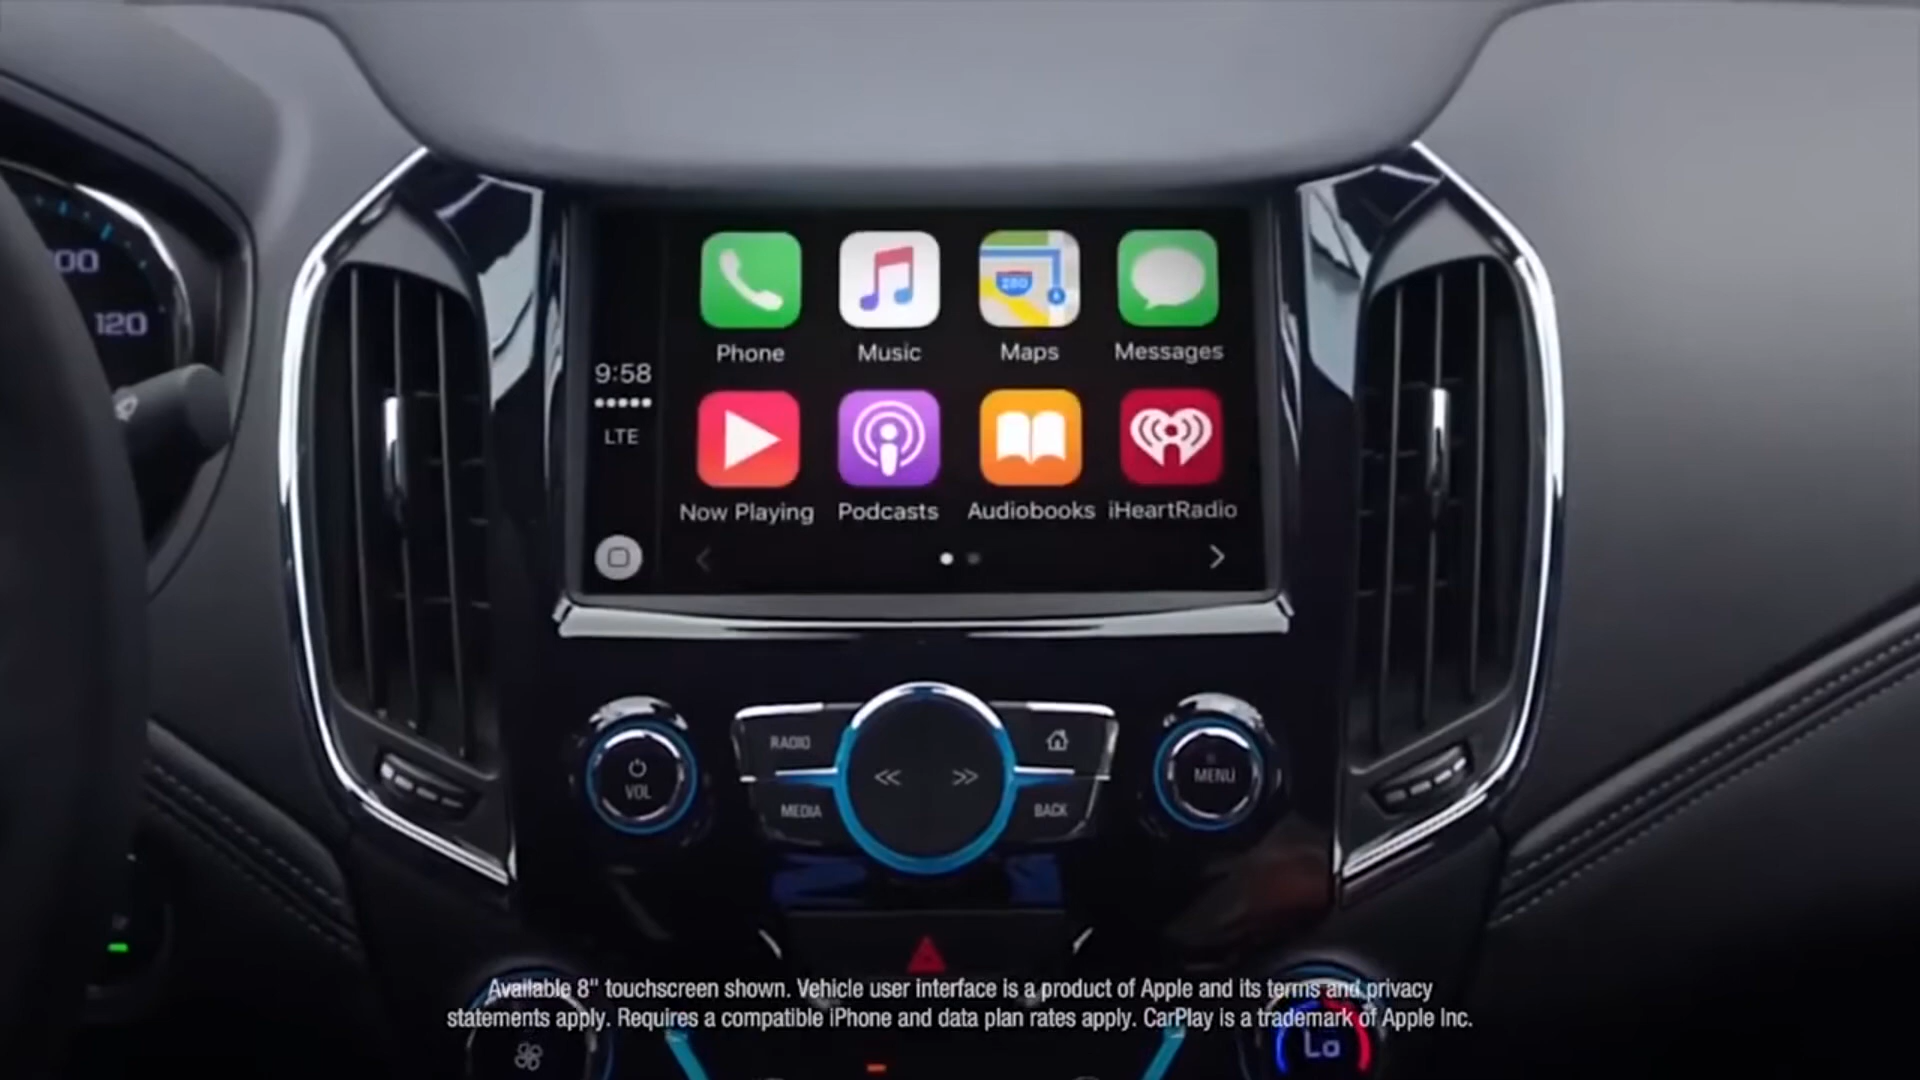 00
120
Phone Music Maps Messages
280
9:58
LTE
Now Playing Podcasts Audiobooks iHeartRadio
VOL
RADIO
MEDIA
BACK
MENU
Available 8" touchscreen shown. Vehicle user interface is a product of Apple and its terms and privacy
statements apply. Requires a compatible iPhone and data plan rates apply. CarPlay is a trademark of Apple Inc.
Lo